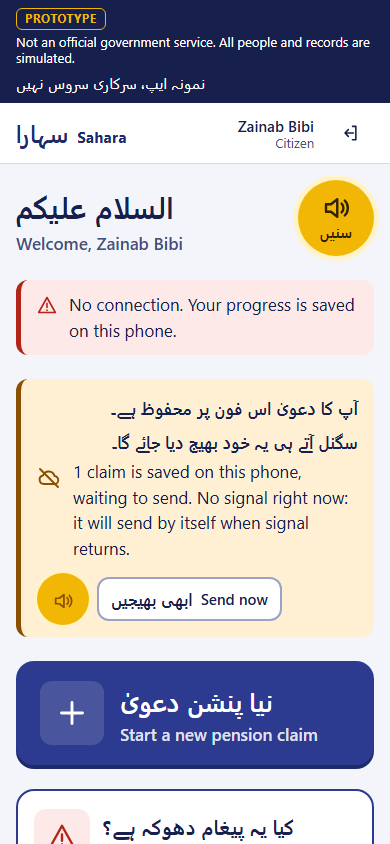 PROTOTYPE
Not an official government service. All people and records are
simulated.
نمونہ ایپ، سرکاری سروس نہیں
سہارا Sahara
Zainab Bibi
Citizen
السلام علیکم
Welcome, Zainab Bibi
سنیں
No connection. Your progress is saved
on this phone.
آپ کا دعویٰ اس فون پر محفوظ ہے۔
سگنل آتے ہی یہ خود بھیج دیا جائے گا۔
1 claim is saved on this phone,
waiting to send. No signal right now:
it will send by itself when signal
returns.
ابھی بھیجیں Send now
نیا پنشن دعویٰ
Start a new pension claim
کیا یہ پیغام دھوکہ ہے؟